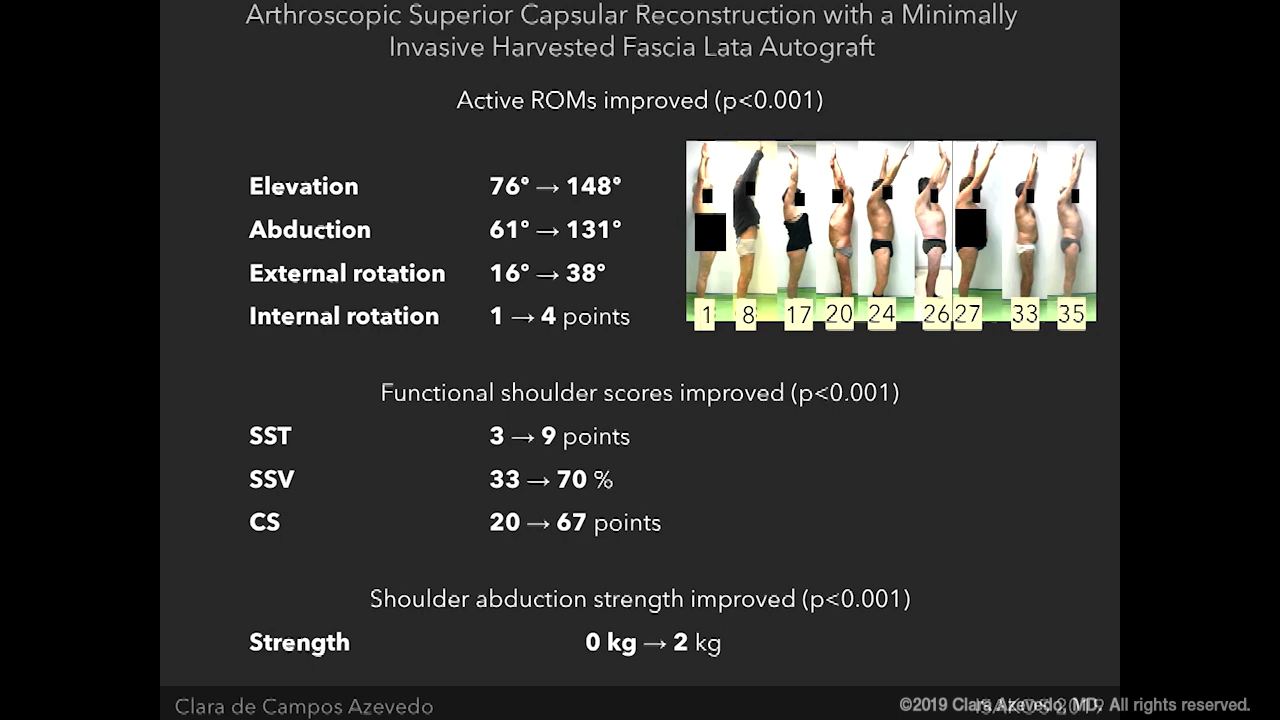 Arthroscopic Superior Capsular Reconstruction with a Minimally
Invasive Harvested Fascia Lata Autograft
Active ROMs improved (p<0.001)
Elevation 76° → 148°
Abduction 61° → 131°
External rotation 16° → 38°
Internal rotation 1 → 4 points
1 8 17 20 24 26 27 33 35
Functional shoulder scores improved (p<0.001)
SST 3 → 9 points
SSV 33 → 70 %
CS 20 → 67 points
Shoulder abduction strength improved (p<0.001)
Strength 0 kg → 2 kg
Clara de Campos Azevedo
©2019 Clara Azevedo, MD. All rights reserved.